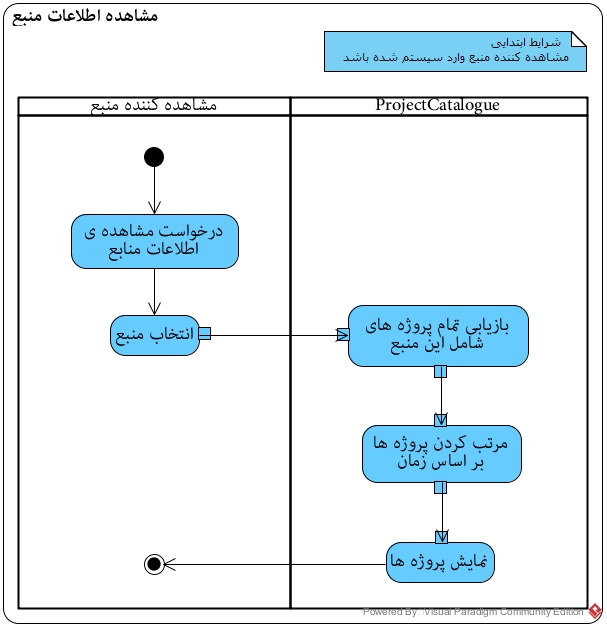 مشاهده اطلاعات منبع
شرایط ابتدایی
مشاهده کننده منبع وارد سیستم شده باشد
مشاهده کننده منبع
ProjectCatalogue
درخواست مشاهده ی
اطلاعات منابع
انتخاب منبع
بازیابی تمام پروژه های
شامل این منبع
مرتب کردن پروژه ها
بر اساس زمان
نمایش پروژه ها
Powered By Visual Paradigm Community Edition